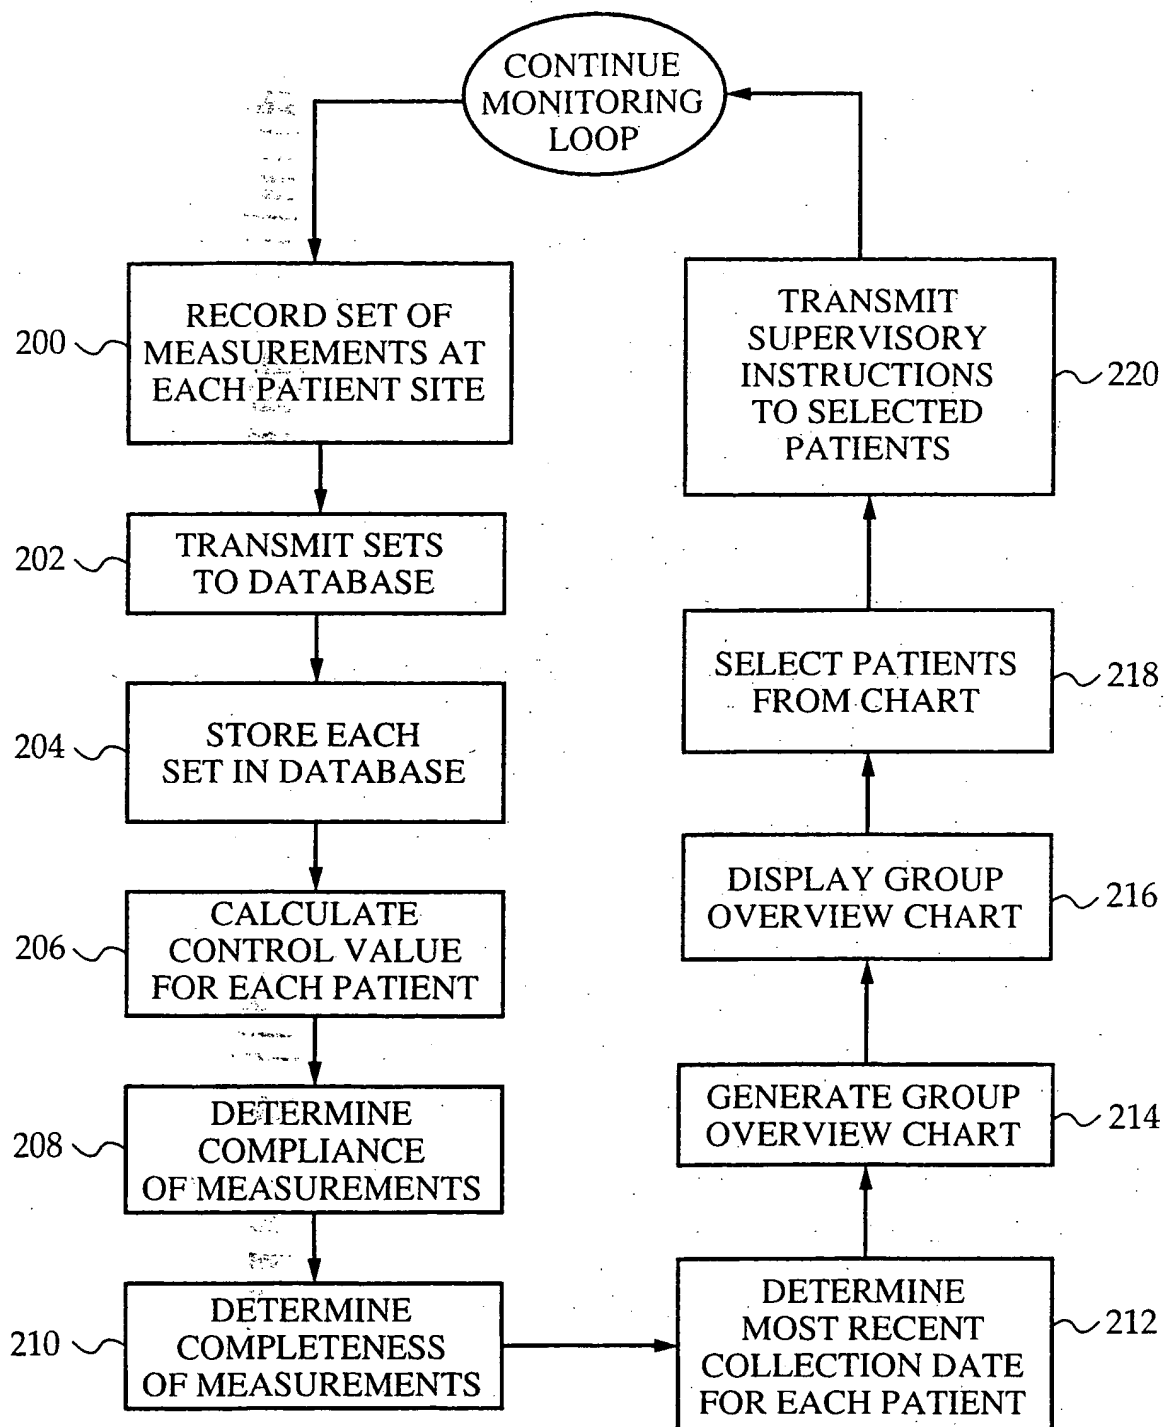 CONTINUE
MONITORING
LOOP
200
RECORD SET OF
MEASUREMENTS AT
EACH PATIENT SITE
202
TRANSMIT SETS
TO DATABASE
204
STORE EACH
SET IN DATABASE
206
CALCULATE
CONTROL VALUE
FOR EACH PATIENT
208
DETERMINE
COMPLIANCE
OF MEASUREMENTS
210
DETERMINE
COMPLETENESS
OF MEASUREMENTS
DETERMINE
MOST RECENT
COLLECTION DATE
FOR EACH PATIENT
212
GENERATE GROUP
OVERVIEW CHART
214
DISPLAY GROUP
OVERVIEW CHART
216
SELECT PATIENTS
FROM CHART
218
TRANSMIT
SUPERVISORY
INSTRUCTIONS
TO SELECTED
PATIENTS
220